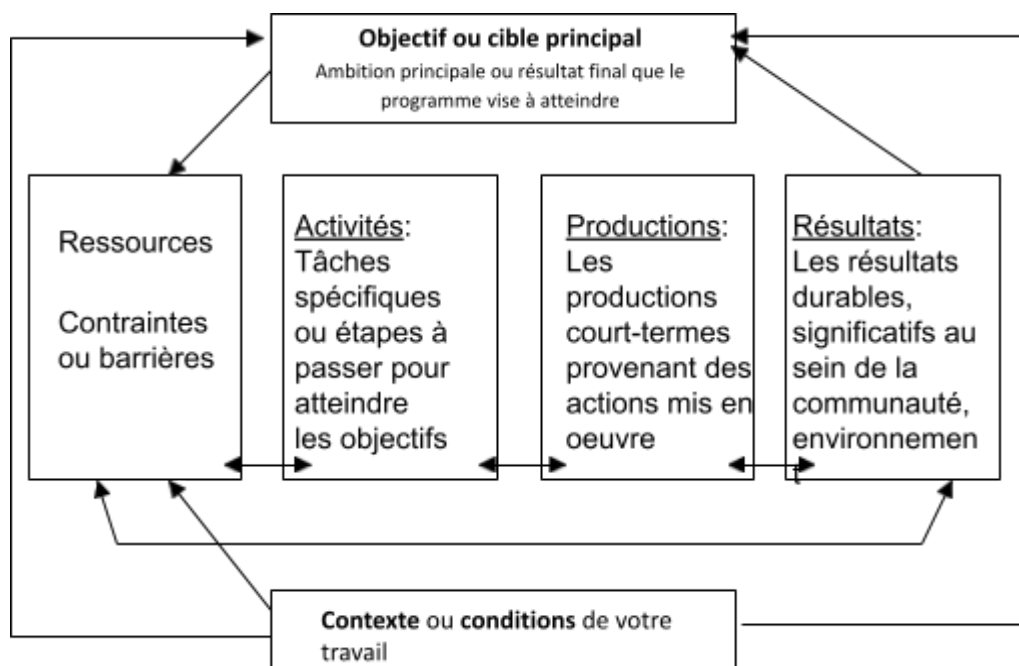 Objectif ou cible principal
Ambition principale ou résultat final que le
programme vise à atteindre
Ressources
Contraintes
ou barrières
Activités:
Tâches
spécifiques
ou étapes à
passer pour
atteindre
les objectifs
Productions:
Les
productions
court-termes
provenant des
actions mis en
oeuvre
Résultats:
Les résultats
durables,
significatifs au
sein de la
communauté,
environnemen
t
Contexte ou conditions de votre
travail